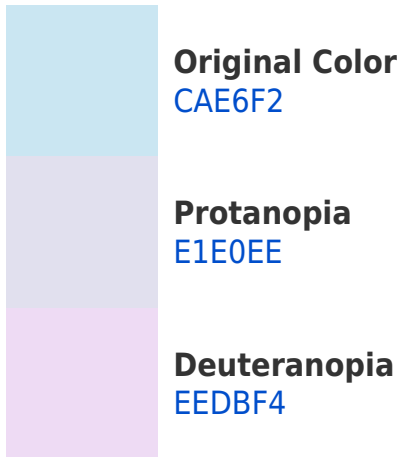 Original Color
CAE6F2
Protanopia
E1E0EE
Deuteranopia
EEDBF4